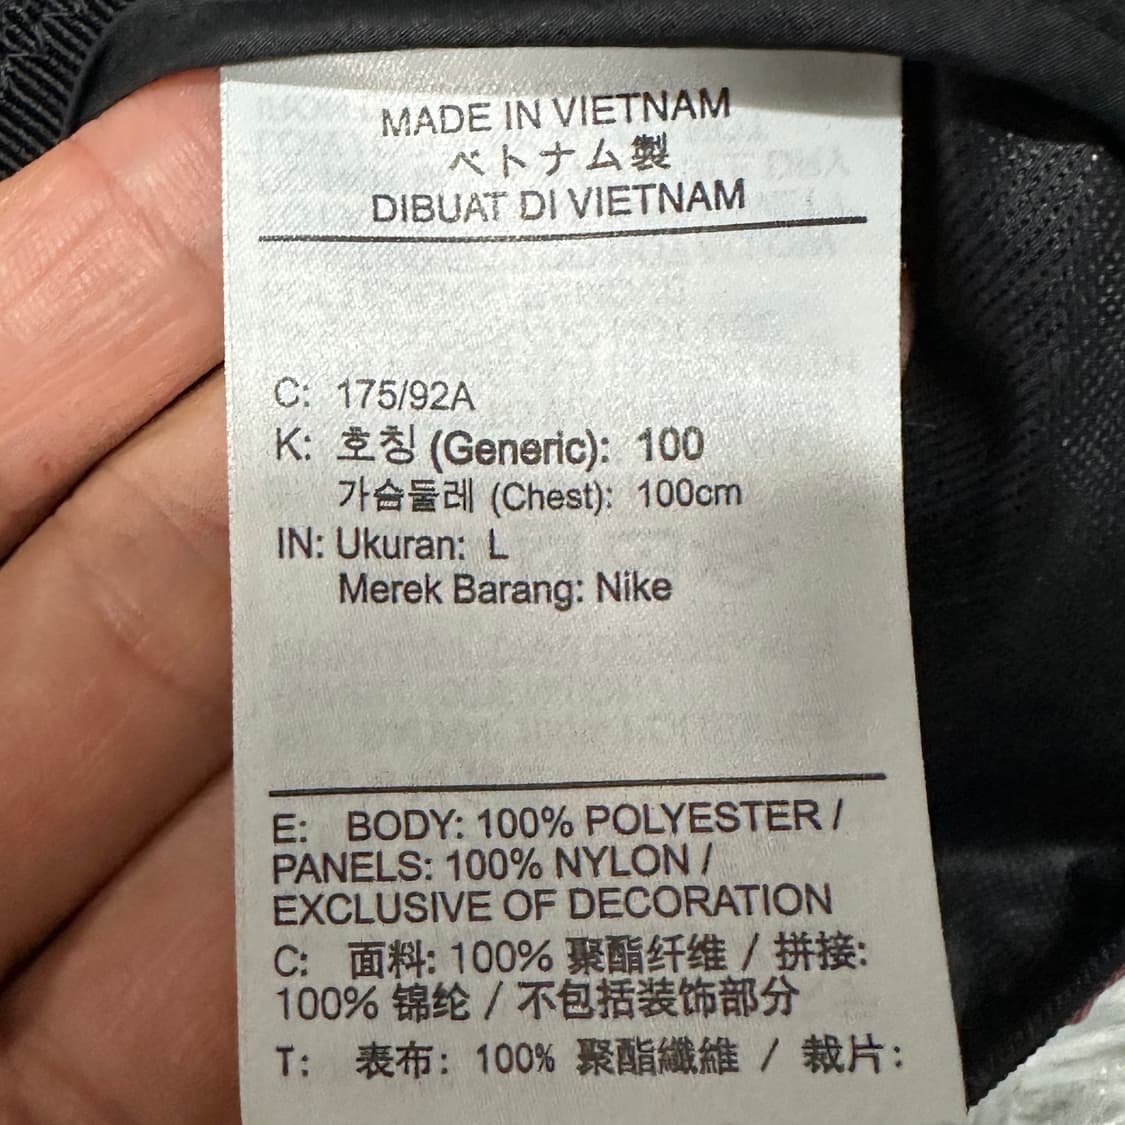 MADE IN VIETNAM
ベトナム製
DIBUAT DI VIETNAM
C: 175/92A
K: 호칭 (Generic): 100
가슴둘레 (Chest): 100cm
IN: Ukuran: L
Merek Barang: Nike
E: BODY: 100% POLYESTER /
PANELS: 100% NYLON /
EXCLUSIVE OF DECORATION
C: 面料: 100% 聚酯纤维 / 拼接:
100% 锦纶 / 不包括装饰部分
T: 表布: 100% 聚酯纖維 / 裁片: